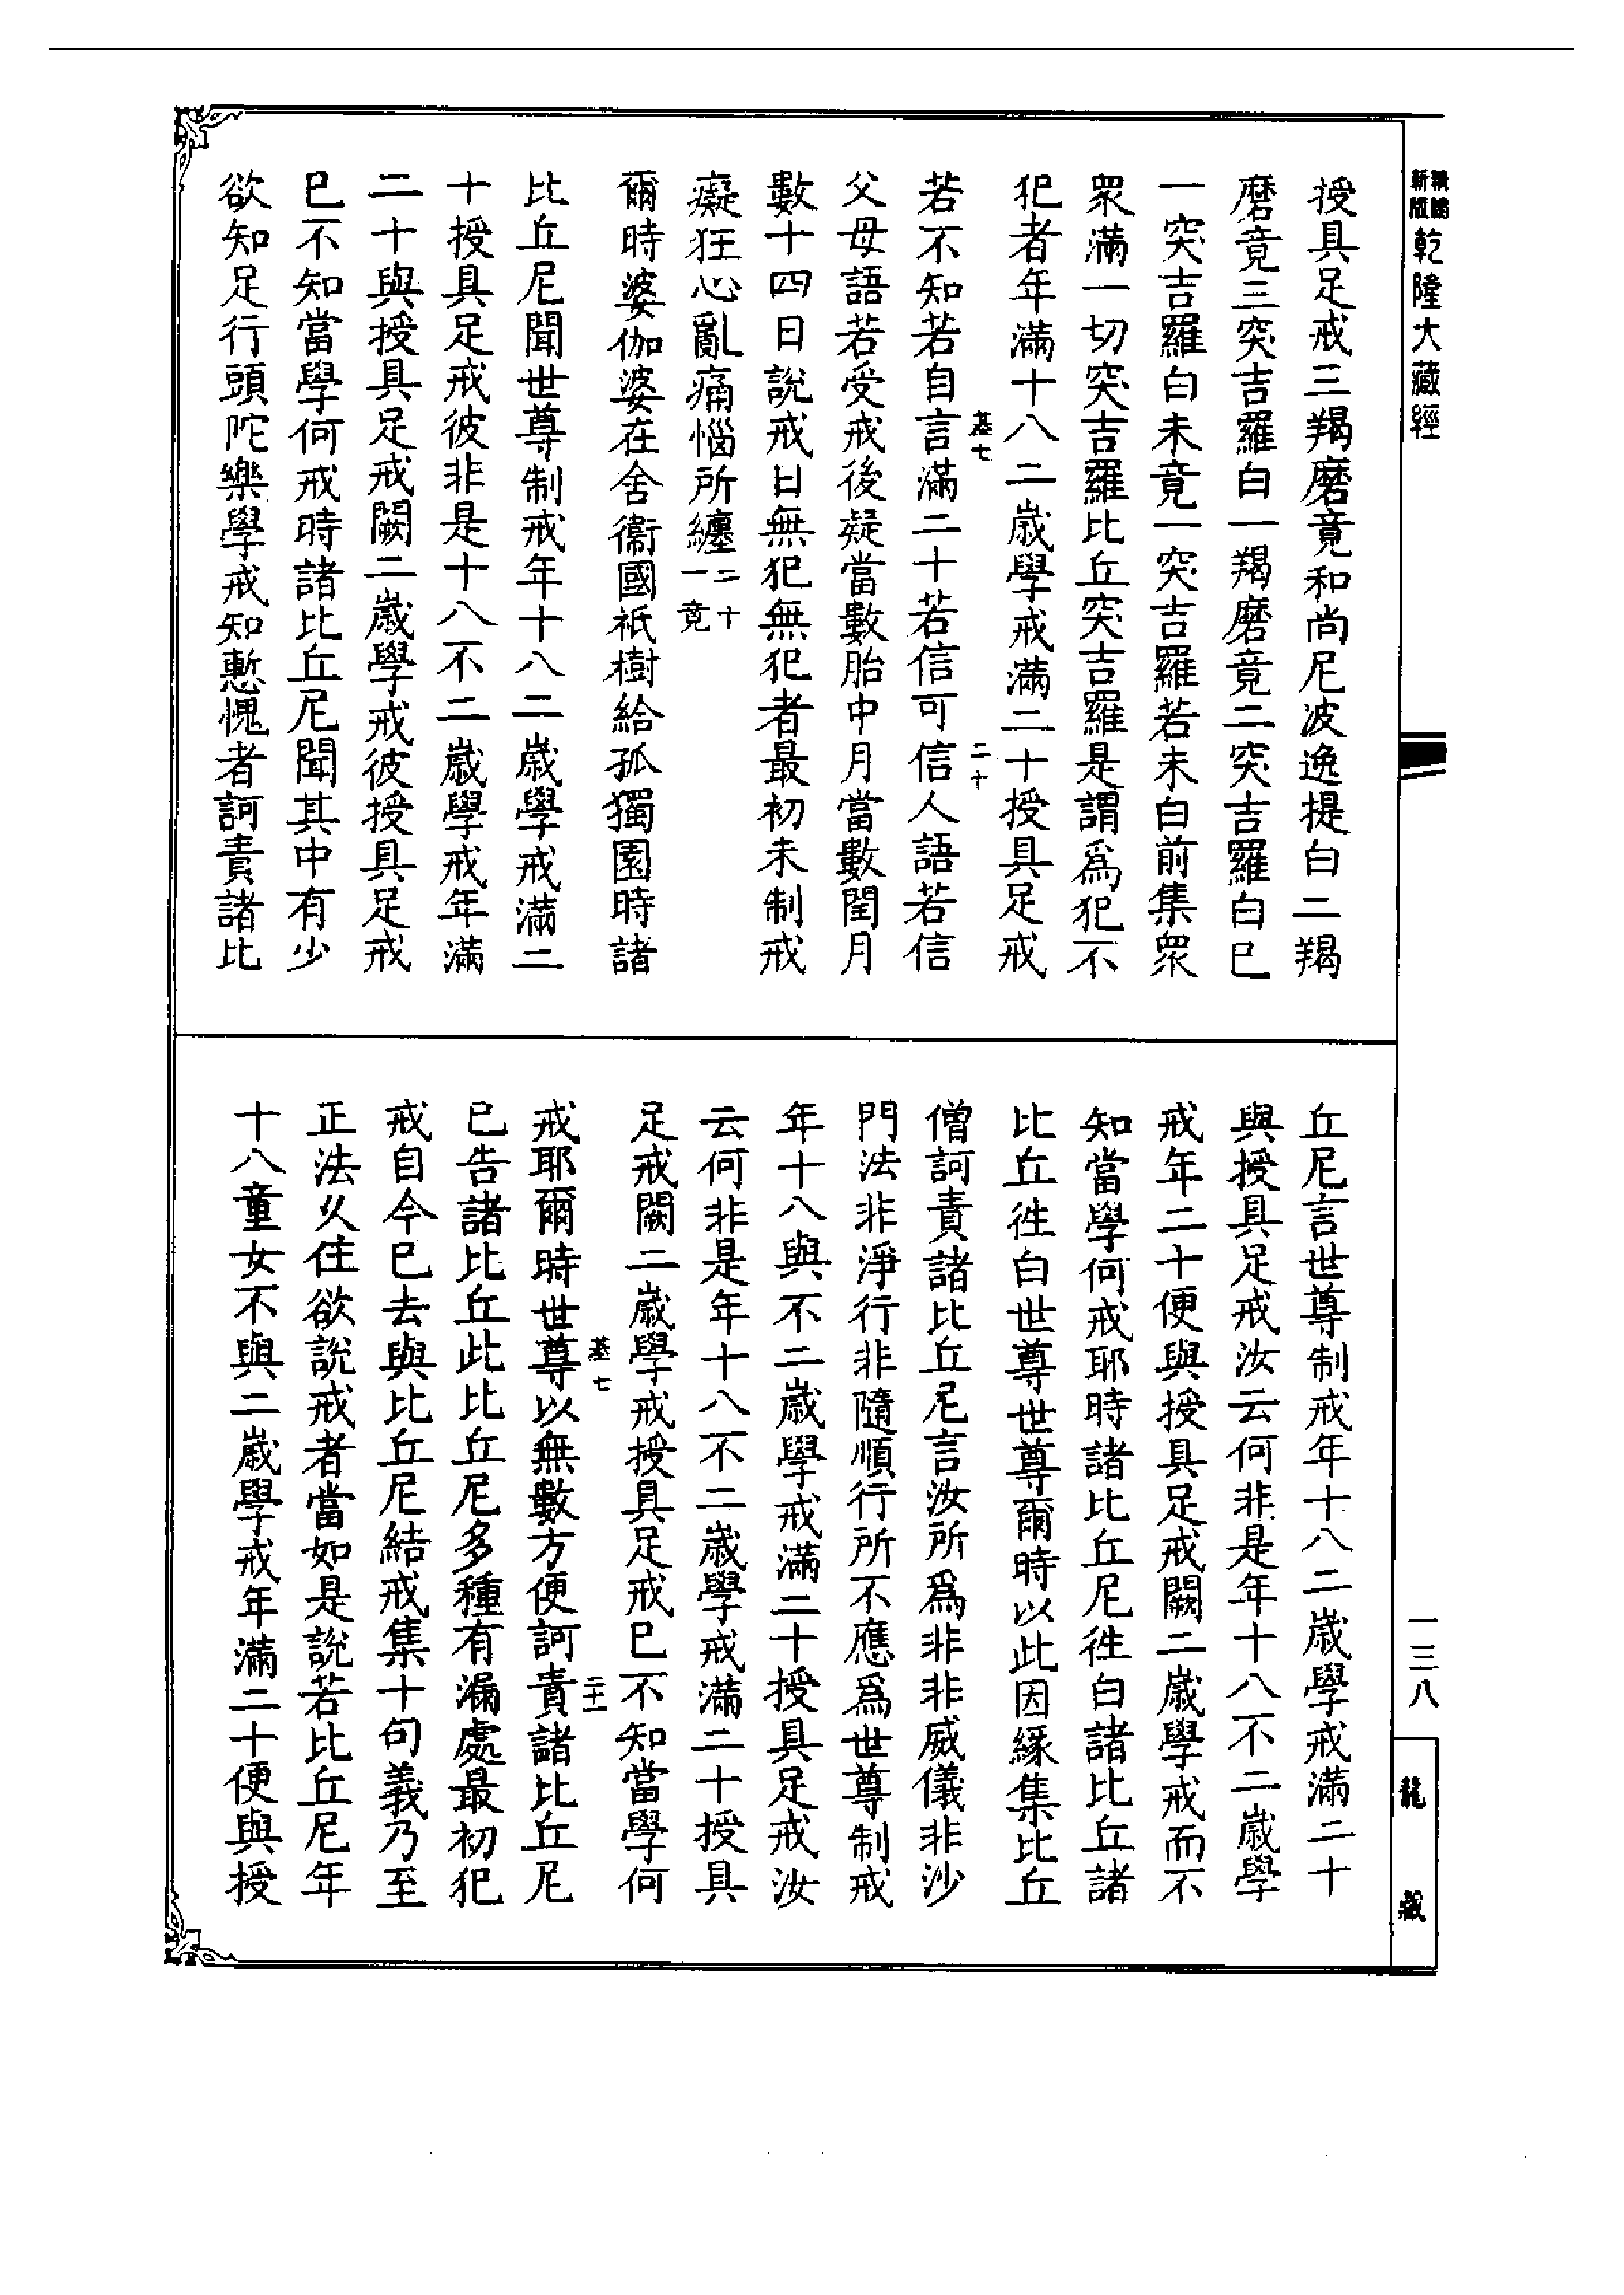 精鵠新版乾隆大藏經
授具足戒三羯磨竟和尚尼波逸提白二羯
磨竟三突吉羅白一羯磨竟二突吉羅白已
一突吉羅白未竟一突吉羅若未白前集衆
衆滿一切突吉羅比丘突吉羅是謂爲犯不
犯者年滿十八二歲學戒滿二十授具足戒
基七
二十
若不知若自言滿二十若信可信人語若信
父母語若受戒後疑當數胎中月當數閏月
數十四日說戒日無犯無犯者最初未制戒
癡狂心亂痛惱所纏二十一竟
爾時婆伽婆在舍衞國祇樹給孤獨園時諸
比丘尼聞世尊制戒年十八二歲學戒滿二
十授具足戒彼非是十八不二歲學戒年滿
二十與授具足戒闕二歲學戒彼授具足戒
已不知當學何戒時諸比丘尼聞其中有少
欲知足行頭陀樂學戒知慙愧者訶責諸比
丘尼言世尊制戒年十八二歲學戒滿二十
與授具足戒汝云何非是年十八不二歲學
戒年二十便與授具足戒闕二歲學戒而不
知當學何戒耶時諸比丘尼徃白諸比丘諸
比丘徃白世尊世尊爾時以此因緣集比丘
僧訶責諸比丘尼言汝所爲非非威儀非沙
門法非淨行非隨順行所不應爲世尊制戒
年十八與不二歲學戒滿二十授具足戒汝
云何非是年十八不二歲學戒滿二十授具
足戒闕二歲學戒授具足戒已不知當學何
基七
二十一
戒耶爾時世尊以無數方便訶責諸比丘尼
已告諸比丘此比丘尼多種有漏處最初犯
戒自今已去與比丘尼結戒集十句義乃至
正法久住欲說戒者當如是說若比丘尼年
十八童女不與二歲學戒年滿二十便與授
一三八
龍藏